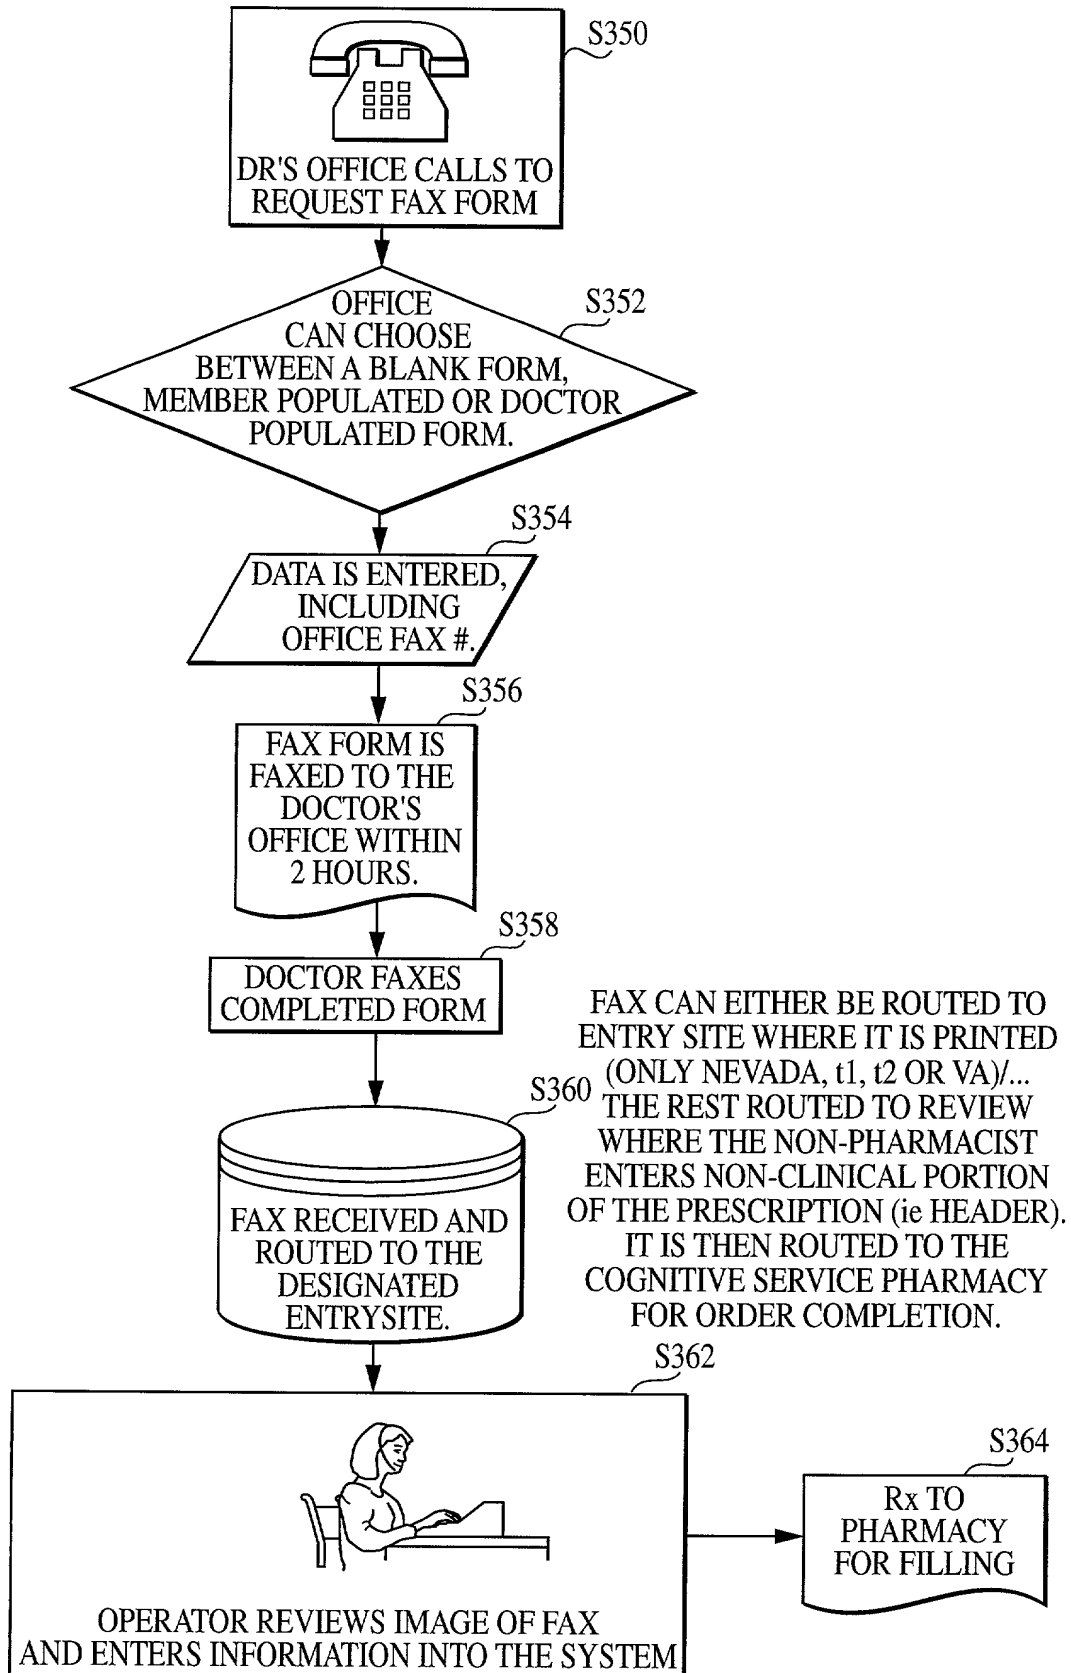 S350
DR'S OFFICE CALLS TO
REQUEST FAX FORM
S352
OFFICE
CAN CHOOSE
BETWEEN A BLANK FORM,
MEMBER POPULATED OR DOCTOR
POPULATED FORM.
S354
DATA IS ENTERED,
INCLUDING
OFFICE FAX #.
S356
FAX FORM IS
FAXED TO THE
DOCTOR'S
OFFICE WITHIN
2 HOURS.
S358
DOCTOR FAXES
COMPLETED FORM
S360
FAX RECEIVED AND
ROUTED TO THE
DESIGNATED
ENTRYSITE.
FAX CAN EITHER BE ROUTED TO
ENTRY SITE WHERE IT IS PRINTED
(ONLY NEVADA, t1, t2 OR VA)/...
THE REST ROUTED TO REVIEW
WHERE THE NON-PHARMACIST
ENTERS NON-CLINICAL PORTION
OF THE PRESCRIPTION (ie HEADER).
IT IS THEN ROUTED TO THE
COGNITIVE SERVICE PHARMACY
FOR ORDER COMPLETION.
S362
OPERATOR REVIEWS IMAGE OF FAX
AND ENTERS INFORMATION INTO THE SYSTEM
S364
Rx TO
PHARMACY
FOR FILLING